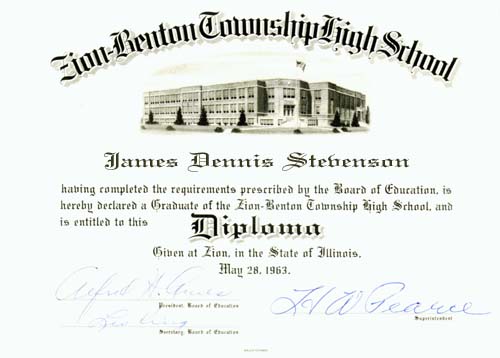 Zion-Benton Township High School
James Dennis Stevenson
having completed the requirements prescribed by the Board of Education, is
hereby declared a Graduate of the Zion-Benton Township High School, and
is entitled to this Diploma
Given at Zion, in the State of Illinois,
May 28, 1963.
Alfred H.
President, Board of Education
H W Pearce
Superintendent
Secretary, Board of Education